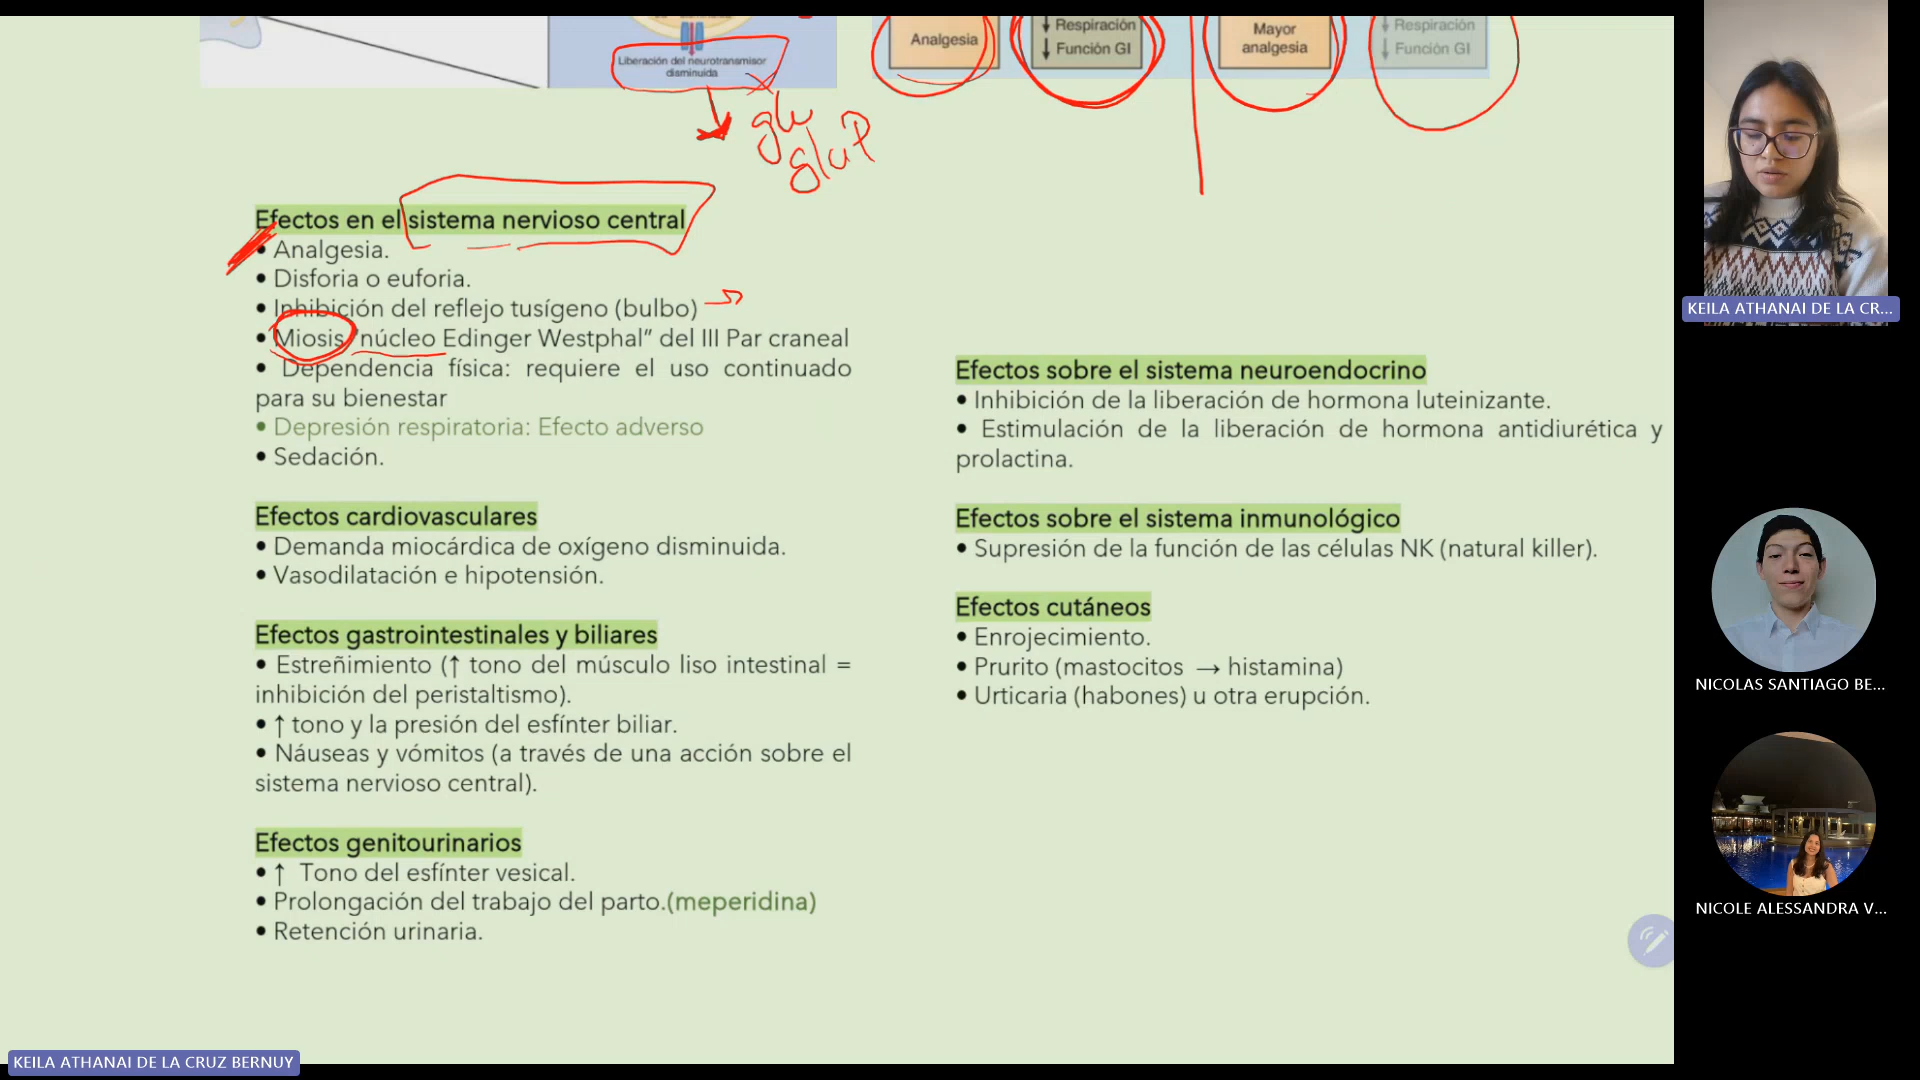 Liberación del neurotransmisor
disminuida
Analgesia
↓ Respiración
↓ Función GI
Mayor
analgesia
↓ Respiración
↓ Función GI
glu
gluP
Efectos en el sistema nervioso central
• Analgesia.
• Disforia o euforia.
• Inhibición del reflejo tusígeno (bulbo)
• Miosis "núcleo Edinger Westphal" del III Par craneal
• Dependencia física: requiere el uso continuado
para su bienestar
• Depresión respiratoria: Efecto adverso
• Sedación.
Efectos cardiovasculares
• Demanda miocárdica de oxígeno disminuida.
• Vasodilatación e hipotensión.
Efectos gastrointestinales y biliares
• Estreñimiento (↑ tono del músculo liso intestinal =
inhibición del peristaltismo).
• ↑ tono y la presión del esfínter biliar.
• Náuseas y vómitos (a través de una acción sobre el
sistema nervioso central).
Efectos genitourinarios
• ↑ Tono del esfínter vesical.
• Prolongación del trabajo del parto.(meperidina)
• Retención urinaria.
Efectos sobre el sistema neuroendocrino
• Inhibición de la liberación de hormona luteinizante.
• Estimulación de la liberación de hormona antidiurética y
prolactina.
Efectos sobre el sistema inmunológico
• Supresión de la función de las células NK (natural killer).
Efectos cutáneos
• Enrojecimiento.
• Prurito (mastocitos → histamina)
• Urticaria (habones) u otra erupción.
KEILA ATHANAI DE LA CR...
NICOLAS SANTIAGO BE...
NICOLE ALESSANDRA V...
KEILA ATHANAI DE LA CRUZ BERNUY